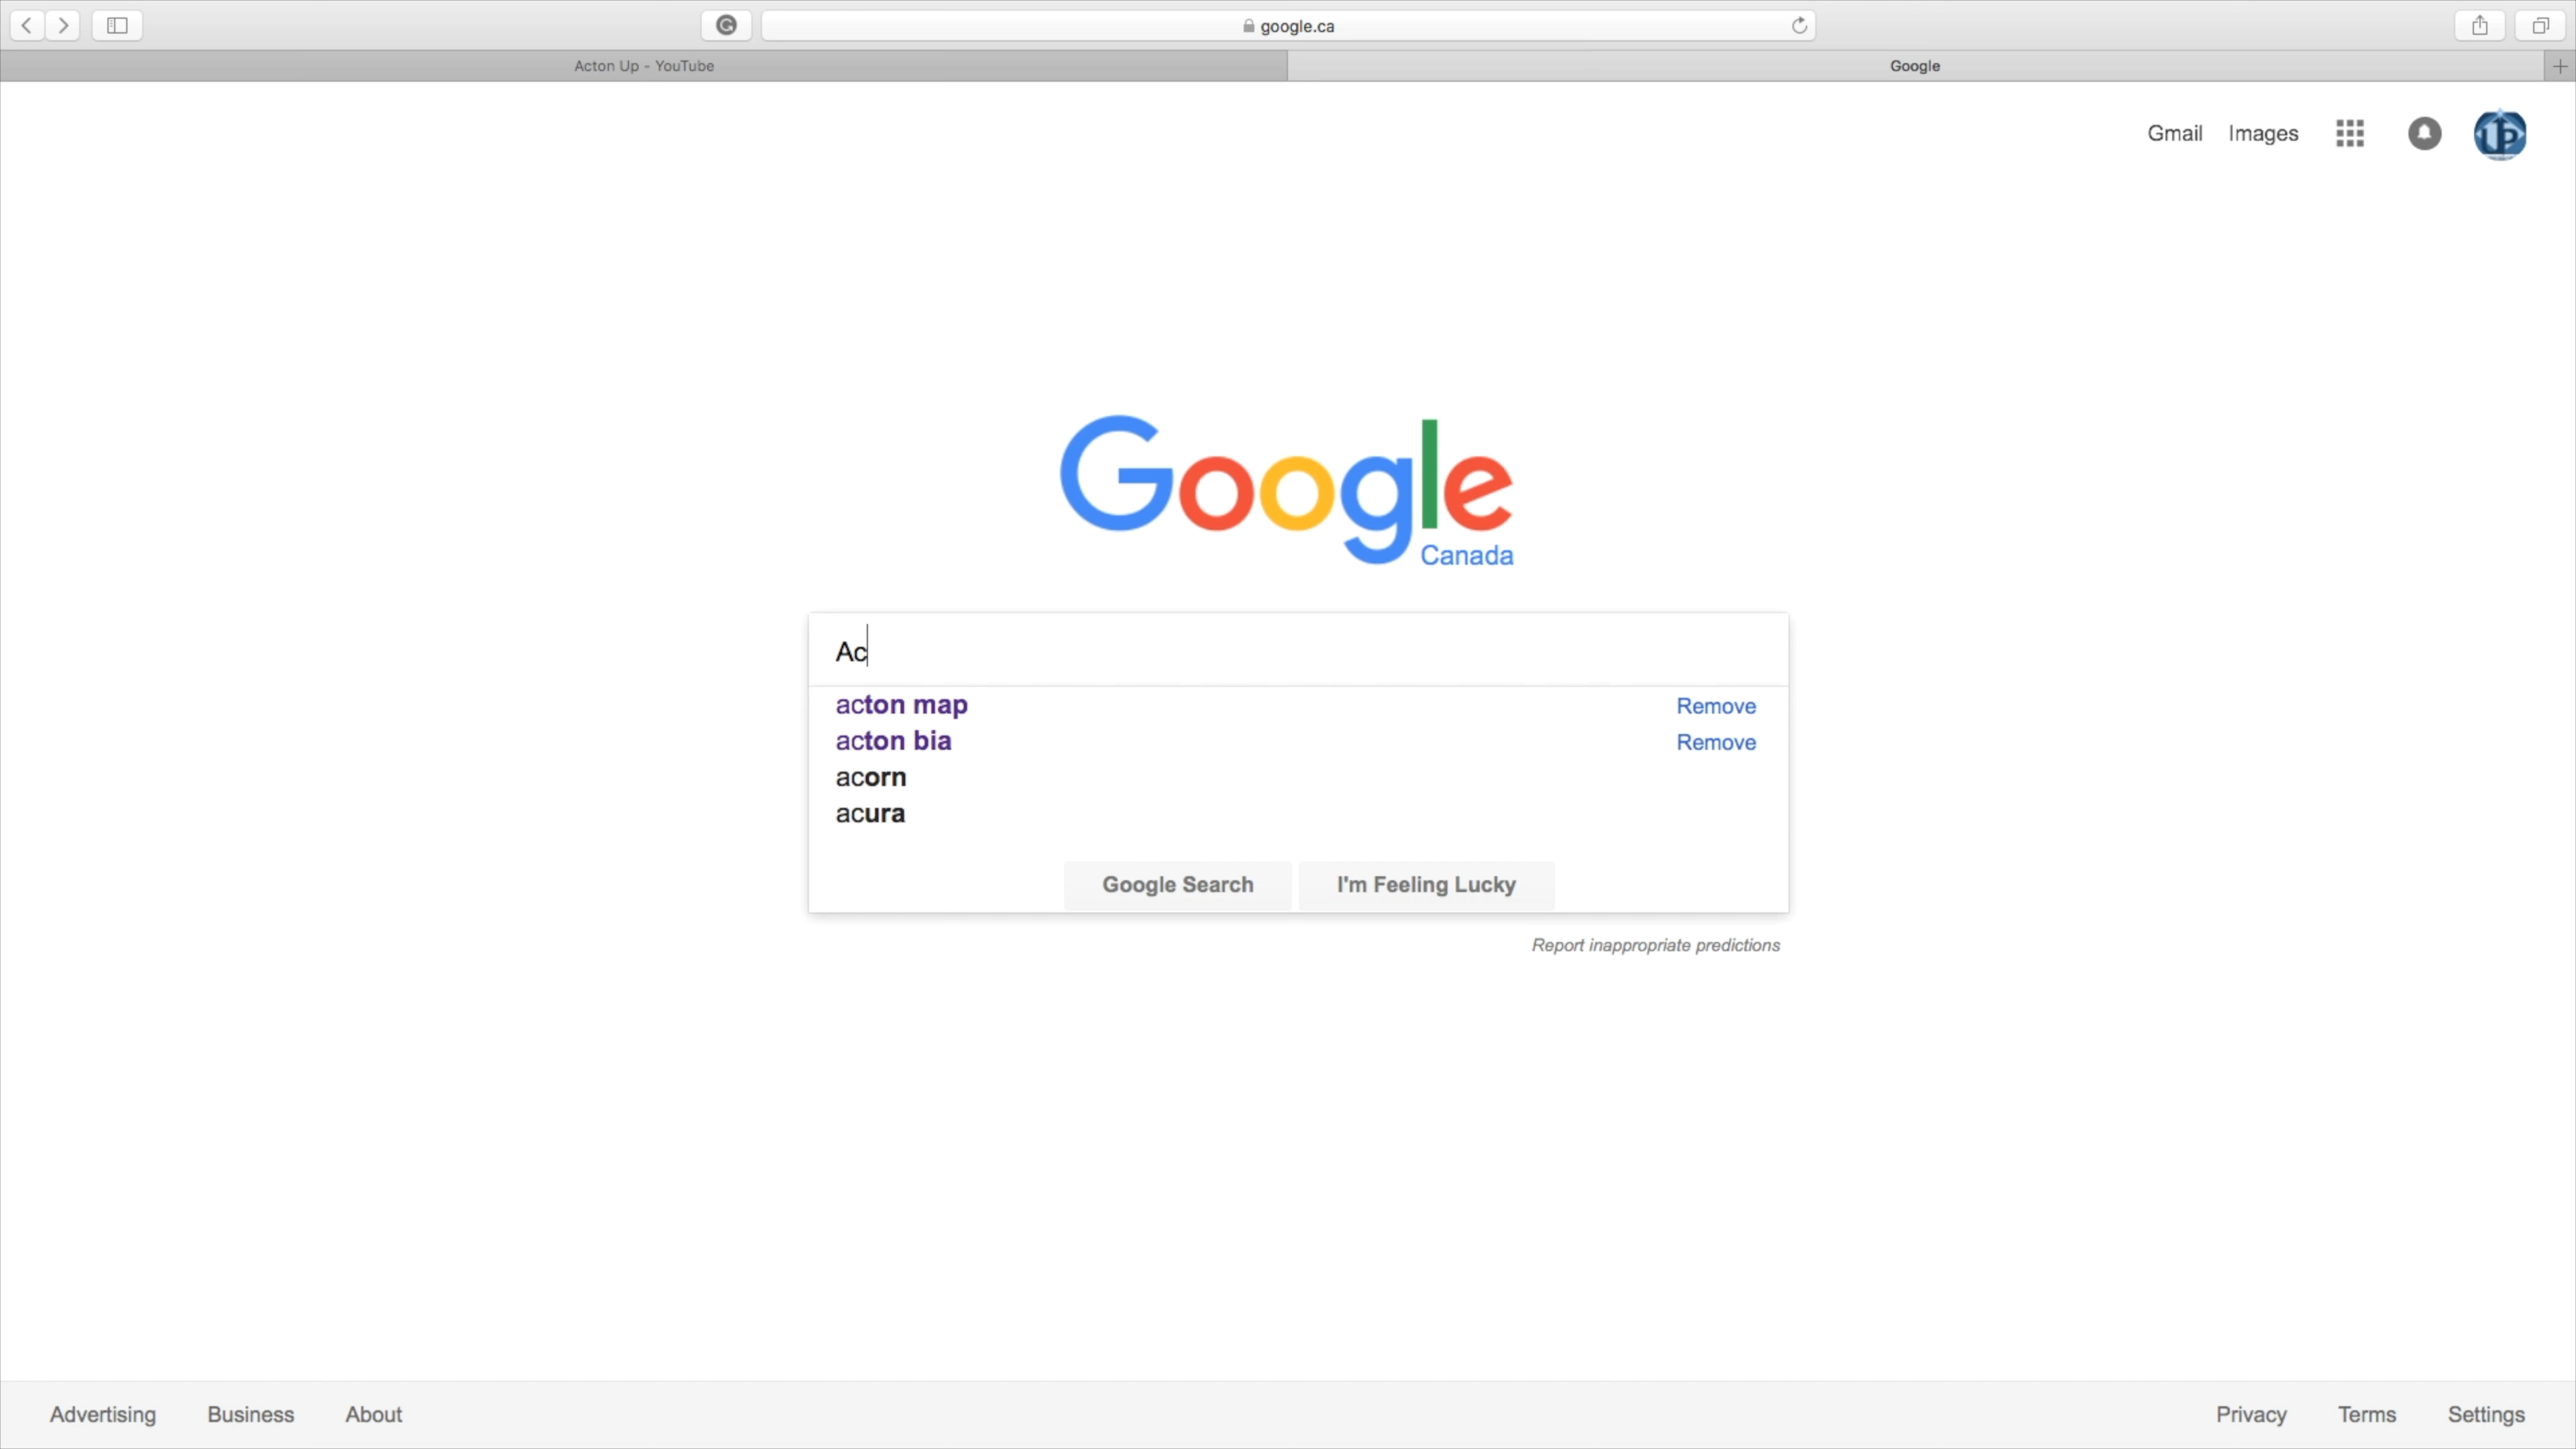 google.ca
Acton Up - YouTube
Google
Gmail Images
Google
Canada
Ac
acton map Remove
acton bia Remove
acorn
acura
Google Search I'm Feeling Lucky
Report inappropriate predictions
Advertising Business About Privacy Terms Settings